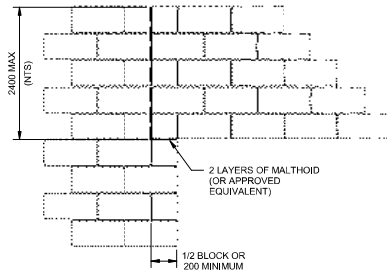 2400 MAX
(NTS)
2 LAYERS OF MALTHOID
(OR APPROVED
EQUIVALENT)
1/2 BLOCK OR
200 MINIMUM